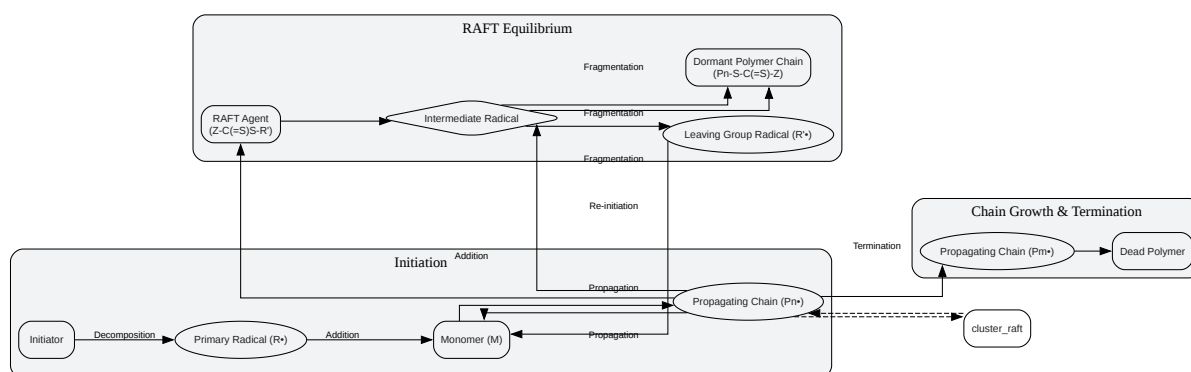 RAFT Equilibrium
Dormant Polymer Chain
(Pn-S-C(=S)-Z)
Fragmentation
RAFT Agent
(Z-C(=S)S-R')
Intermediate Radical
Fragmentation
Leaving Group Radical (R'•)
Fragmentation
Re-initiation
Chain Growth & Termination
Termination
Propagating Chain (Pm•)
Dead Polymer
Initiation
Addition
Propagation
Propagating Chain (Pn•)
cluster_raft
Initiator
Decomposition
Primary Radical (R•)
Addition
Monomer (M)
Propagation